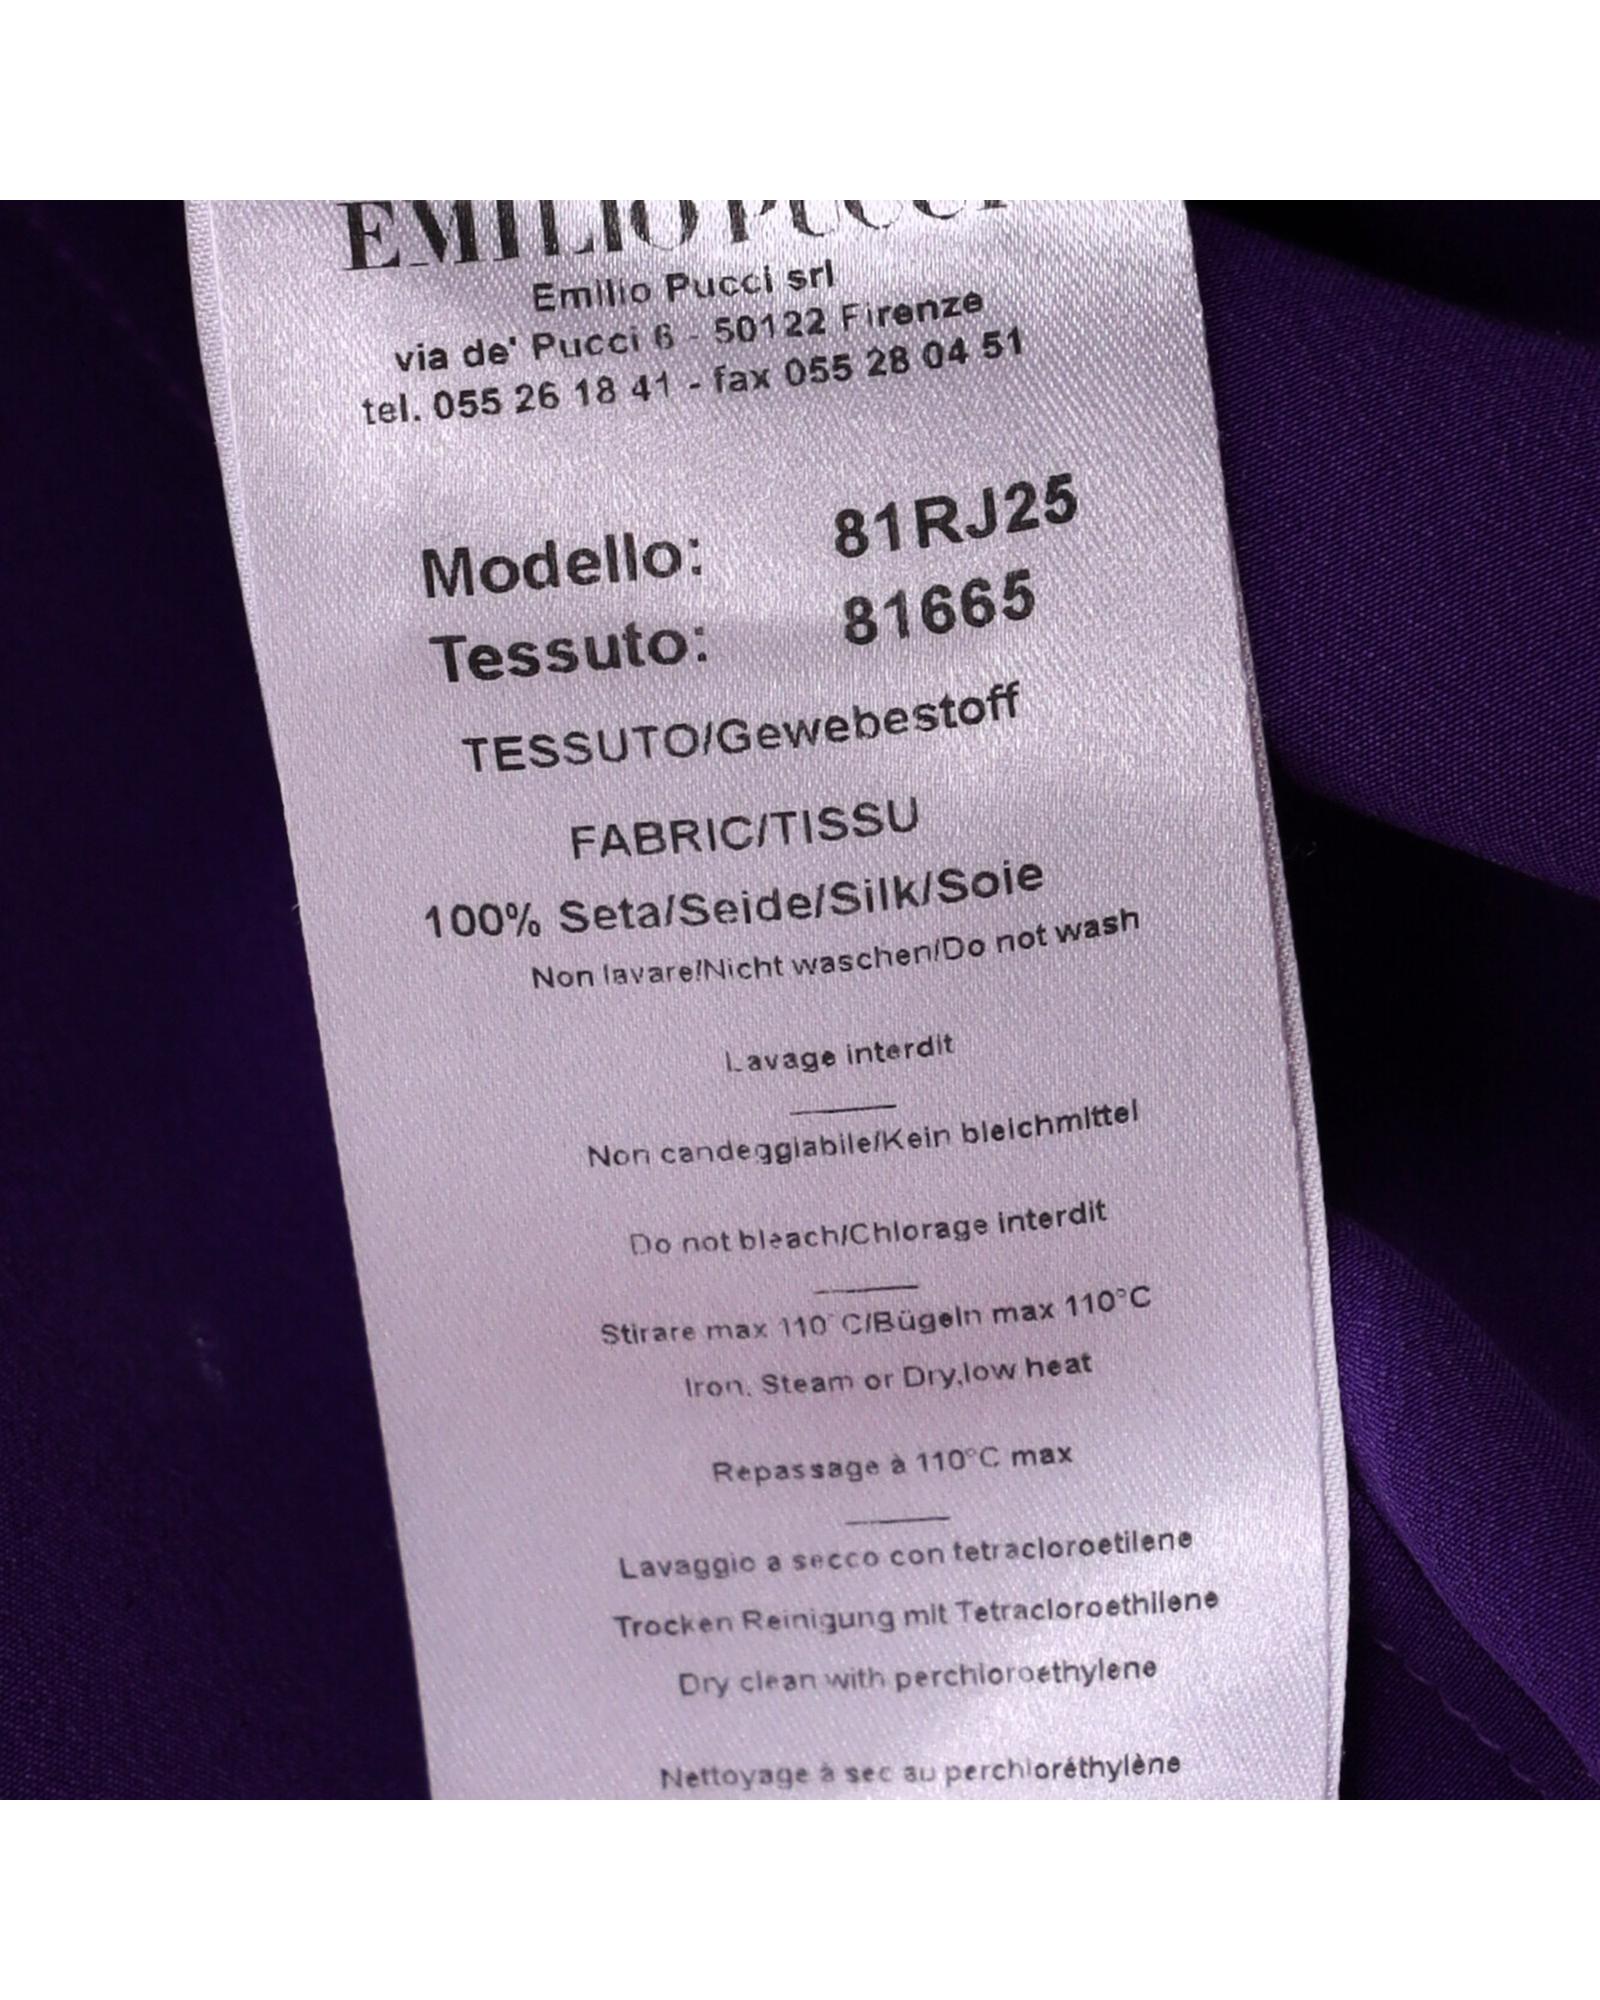 EMILIO PUCCI
Emilio Pucci srl
via de' Pucci 6 - 50122 Firenze
tel. 055 26 18 41 - fax 055 28 04 51
Modello: 81RJ25
Tessuto: 81665
TESSUTO/Gewebestoff
FABRIC/TISSU
100% Seta/Seide/Silk/Soie
Non lavare/Nicht waschen/Do not wash
Lavage interdit
Non candeggiabile/Kein bleichmittel
Do not bleach/Chlorage interdit
Stirare max 110°C/Bügeln max 110°C
Iron, Steam or Dry,low heat
Repassage à 110°C max
Lavaggio a secco con tetracloroetilene
Trocken Reinigung mit Tetracloroethilene
Dry clean with perchloroethylene
Nettoyage à sec au perchloréthylène